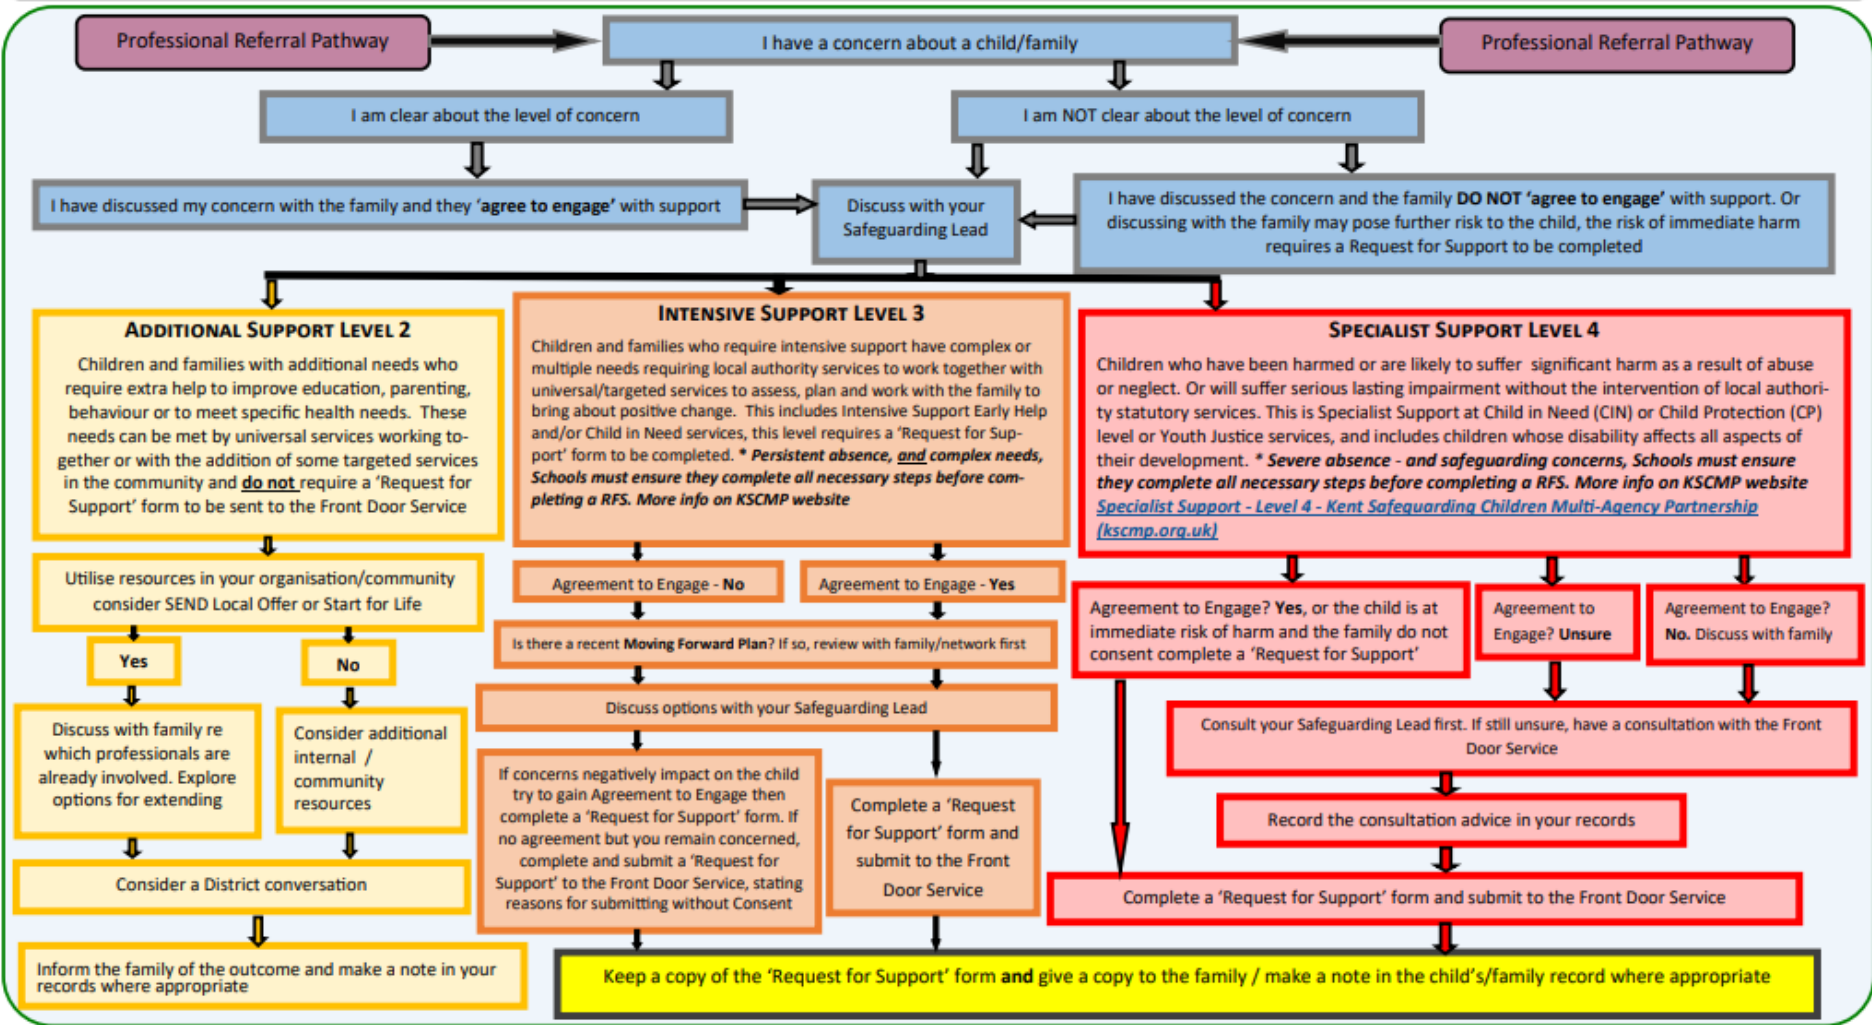 Professional Referral Pathway
I have a concern about a child/family
Professional Referral Pathway
I am clear about the level of concern
I am NOT clear about the level of concern
I have discussed my concern with the family and they ‘agree to engage’ with support
Discuss with your
Safeguarding Lead
I have discussed the concern and the family DO NOT ‘agree to engage’ with support. Or
discussing with the family may pose further risk to the child, the risk of immediate harm
requires a Request for Support to be completed
ADDITIONAL SUPPORT LEVEL 2
Children and families with additional needs who
require extra help to improve education, parenting,
behaviour or to meet specific health needs. These
needs can be met by universal services working to-
gether or with the addition of some targeted services
in the community and do not require a ‘Request for
Support’ form to be sent to the Front Door Service
Utilise resources in your organisation/community
consider SEND Local Offer or Start for Life
Yes
No
Discuss with family re
which professionals are
already involved. Explore
options for extending
Consider additional
internal /
community
resources
Consider a District conversation
Inform the family of the outcome and make a note in your
records where appropriate
INTENSIVE SUPPORT LEVEL 3
Children and families who require intensive support have complex or
multiple needs requiring local authority services to work together with
universal/targeted services to assess, plan and work with the family to
bring about positive change. This includes Intensive Support Early Help
and/or Child in Need services, this level requires a ‘Request for Sup-
port’ form to be completed. * Persistent absence, and complex needs,
Schools must ensure they complete all necessary steps before com-
pleting a RFS. More info on KSCMP website
Agreement to Engage - No
Agreement to Engage - Yes
Is there a recent Moving Forward Plan? If so, review with family/network first
Discuss options with your Safeguarding Lead
If concerns negatively impact on the child
try to gain Agreement to Engage then
complete a ‘Request for Support’ form. If
no agreement but you remain concerned,
complete and submit a ‘Request for
Support’ to the Front Door Service, stating
reasons for submitting without Consent
Complete a ‘Request
for Support’ form and
submit to the Front
Door Service
SPECIALIST SUPPORT LEVEL 4
Children who have been harmed or are likely to suffer significant harm as a result of abuse
or neglect. Or will suffer serious lasting impairment without the intervention of local authori-
ty statutory services. This is Specialist Support at Child in Need (CIN) or Child Protection (CP)
level or Youth Justice services, and includes children whose disability affects all aspects of
their development. * Severe absence - and safeguarding concerns, Schools must ensure
they complete all necessary steps before completing a RFS. More info on KSCMP website
Specialist Support - Level 4 - Kent Safeguarding Children Multi-Agency Partnership
(kscmp.org.uk)
Agreement to Engage? Yes, or the child is at
immediate risk of harm and the family do not
consent complete a ‘Request for Support’
Agreement to
Engage? Unsure
Agreement to Engage?
No. Discuss with family
Consult your Safeguarding Lead first. If still unsure, have a consultation with the Front
Door Service
Record the consultation advice in your records
Complete a ‘Request for Support’ form and submit to the Front Door Service
Keep a copy of the ‘Request for Support’ form and give a copy to the family / make a note in the child’s/family record where appropriate